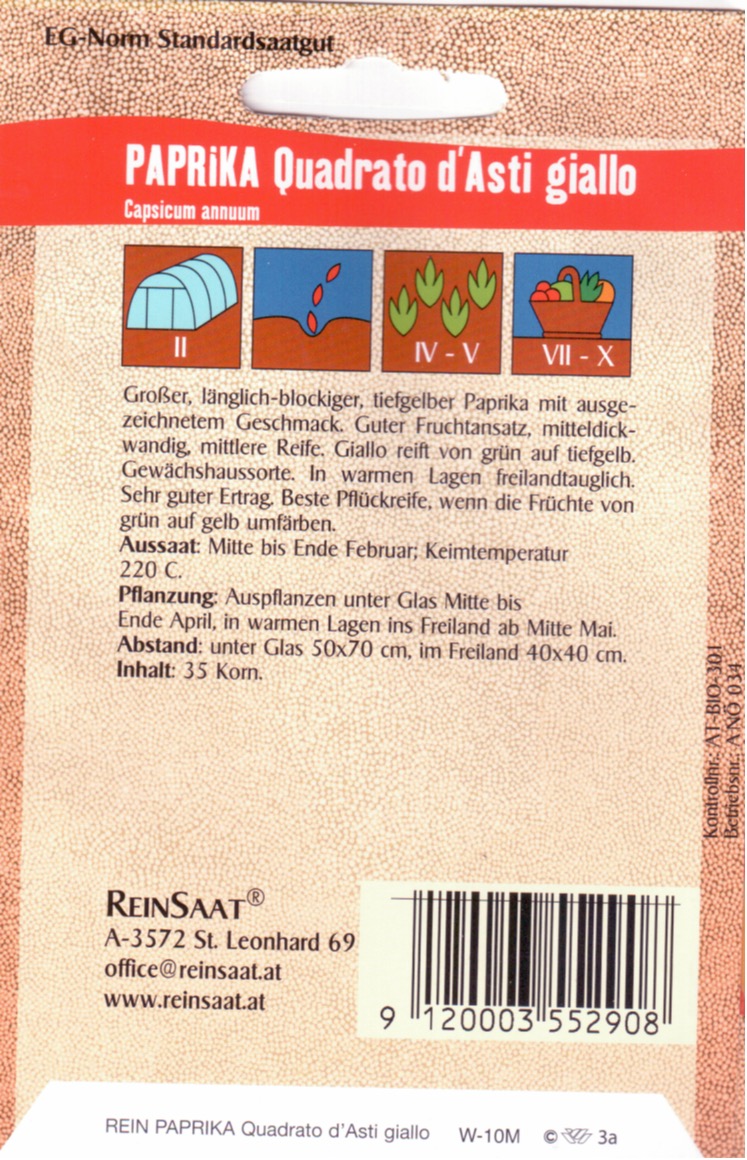 EG-Norm Standardsaatgut
PAPRiKA Quadrato d'Asti giallo
Capsicum annuum
II
IV - V
VII - X
Großer, länglich-blockiger, tiefgelber Paprika mit ausge-
zeichnetem Geschmack. Guter Fruchtansatz, mitteldick-
wandig, mittlere Reife. Giallo reift von grün auf tiefgelb.
Gewächshaussorte. In warmen Lagen freilandtauglich.
Sehr guter Ertrag. Beste Pflückreife, wenn die Früchte von
grün auf gelb umfärben.
Aussaat: Mitte bis Ende Februar; Keimtemperatur
220 C.
Pflanzung: Auspflanzen unter Glas Mitte bis
Ende April, in warmen Lagen ins Freiland ab Mitte Mai.
Abstand: unter Glas 50x70 cm, im Freiland 40x40 cm.
Inhalt: 35 Korn.
Kontrollnr. AT-BIO-301
Betriebsnr. A NÖ 034
REINSAAT®
A-3572 St. Leonhard 69
office@reinsaat.at
www.reinsaat.at
9 120003 552908
REIN PAPRIKA Quadrato d'Asti giallo W-10M © 3a